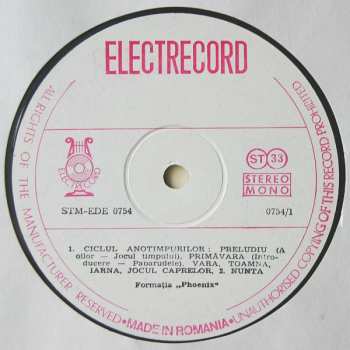 ELECTRECORD
ALL RIGHTS OF THE MANUFACTURER RESERVED • MADE IN ROMANIA • UNAUTHORISED COPYING OF THIS RECORD PROHIBITED
ELECTRECORD
ST 33
STEREO
MONO
STM-EDE 0754
0754/1
1. CICLUL ANOTIMPURILOR : PRELUDIU (A
oilor — Jocul timpului), PRIMĂVARA (Intro-
ducere — Paparudele), VARA, TOAMNA,
IARNA, JOCUL CAPRELOR, 2. NUNTA
Formația „Phoenix"